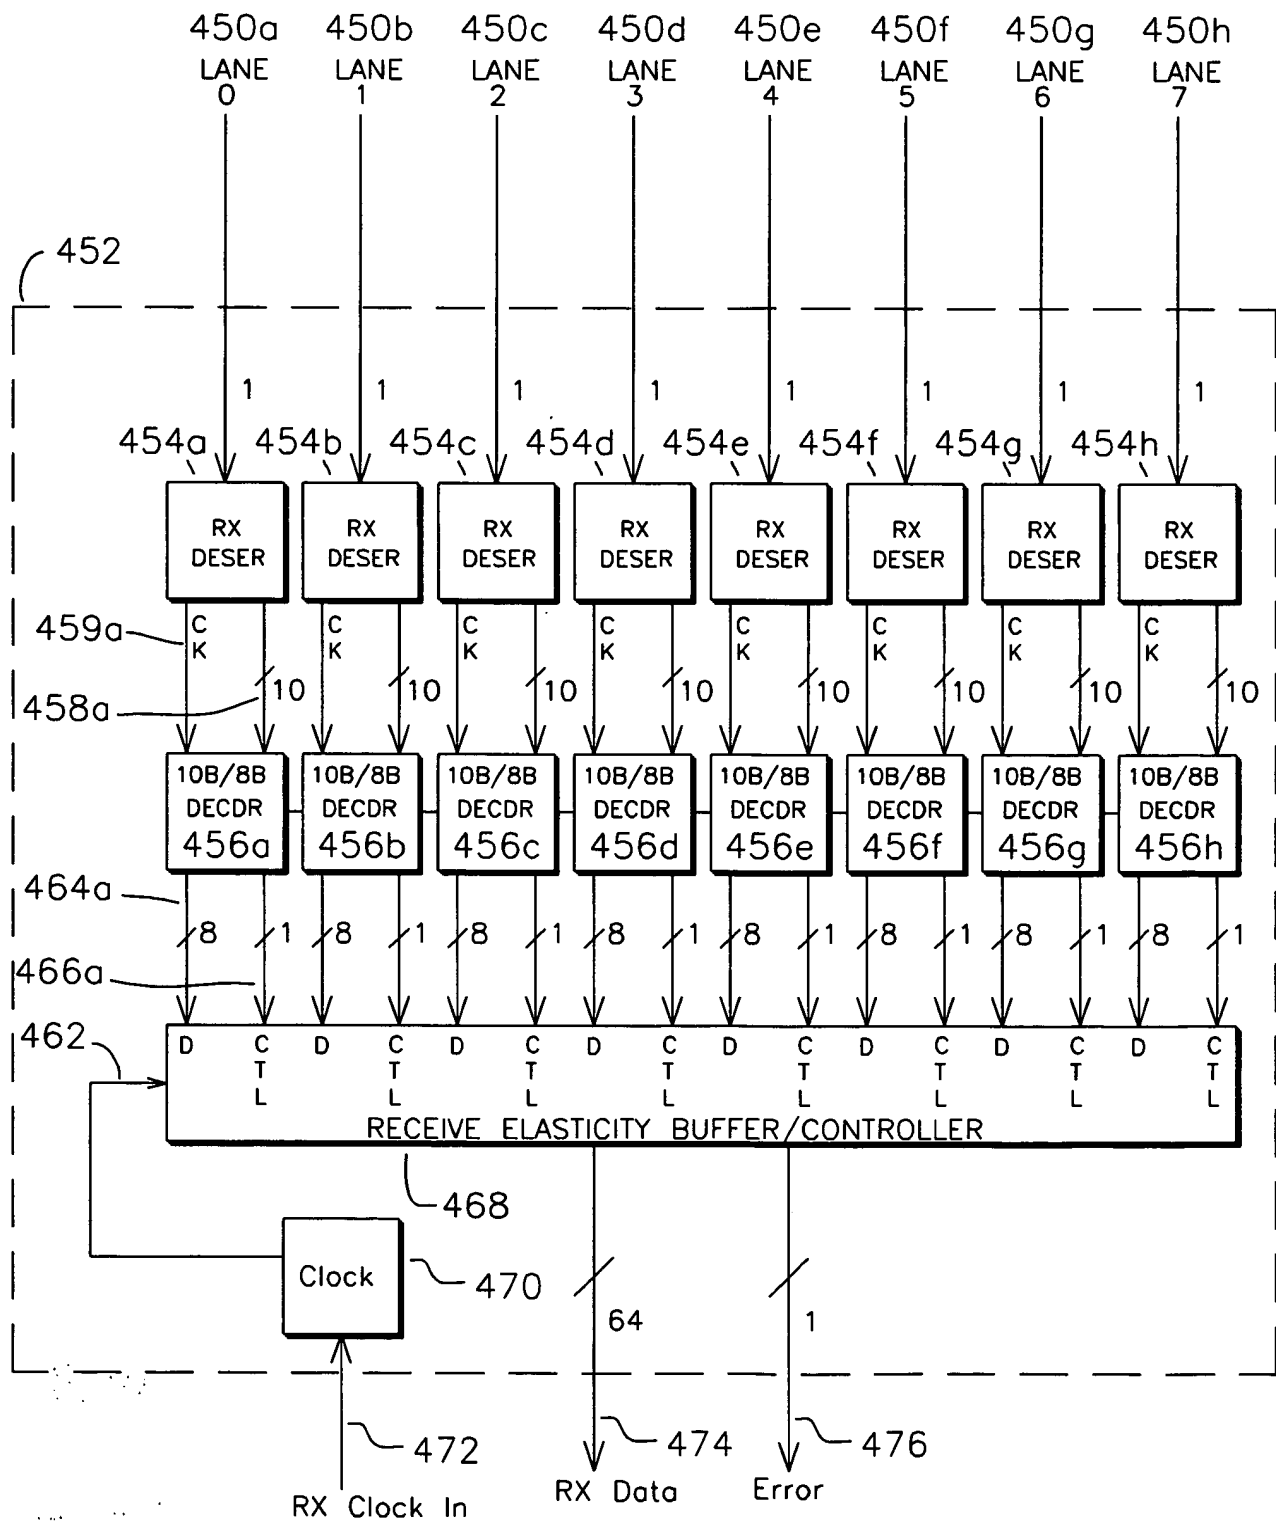 450a 450b 450c 450d 450e 450f 450g 450h
LANE LANE LANE LANE LANE LANE LANE LANE
0 1 2 3 4 5 6 7
452
1 1 1 1 1 1 1 1
454a 454b 454c 454d 454e 454f 454g 454h
RX RX RX RX RX RX RX RX
DESER DESER DESER DESER DESER DESER DESER DESER
459a
C C C C C C C C
K K K K K K K K
458a
10 10 10 10 10 10 10 10
10B/8B 10B/8B 10B/8B 10B/8B 10B/8B 10B/8B 10B/8B 10B/8B
DECDR DECDR DECDR DECDR DECDR DECDR DECDR DECDR
456a 456b 456c 456d 456e 456f 456g 456h
464a
8 1 8 1 8 1 8 1 8 1 8 1 8 1 8 1
466a
462
D C D C D C D C D C D C D C D C
T T T T T T T T
L L L L L L L L
RECEIVE ELASTICITY BUFFER/CONTROLLER
468
Clock
470
64 1
472 474 476
RX Clock In RX Data Error